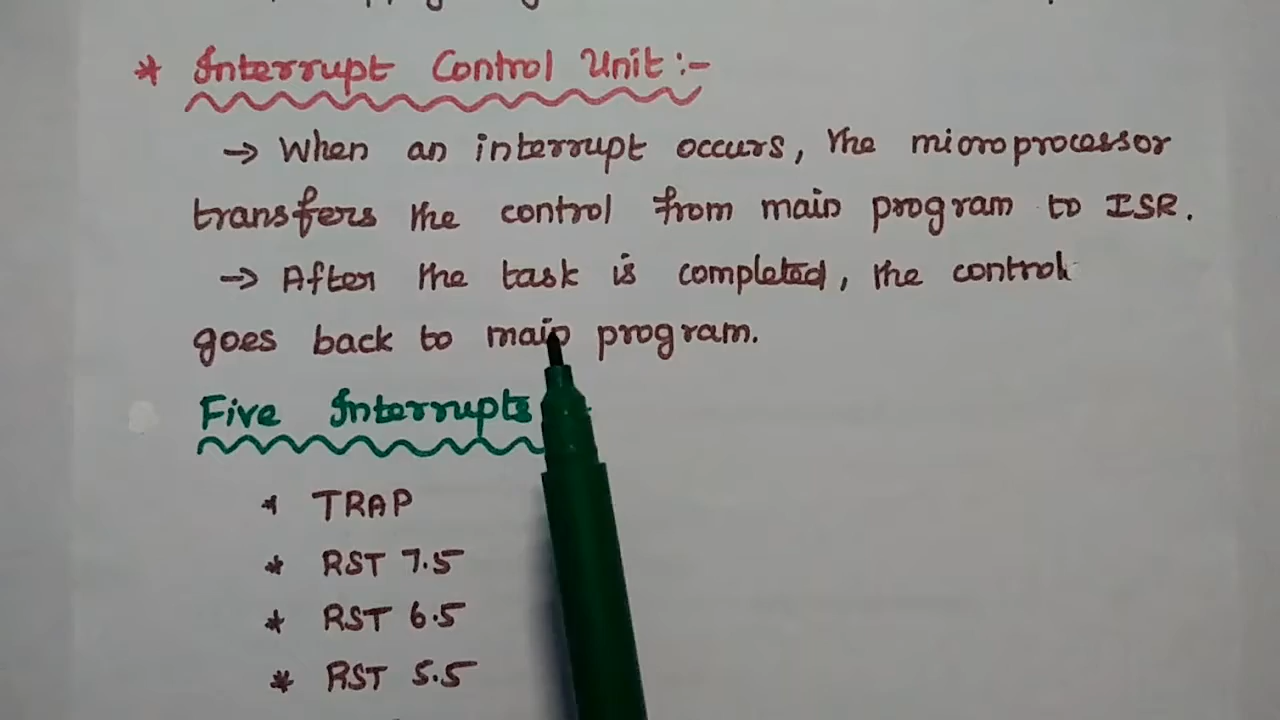 * Interrupt Control Unit :-
→ When an interrupt occurs, the microprocessor
transfers the control from main program to ISR.
→ After the task is completed, the control
goes back to main program.
Five Interrupts
* TRAP
* RST 7.5
* RST 6.5
* RST 5.5